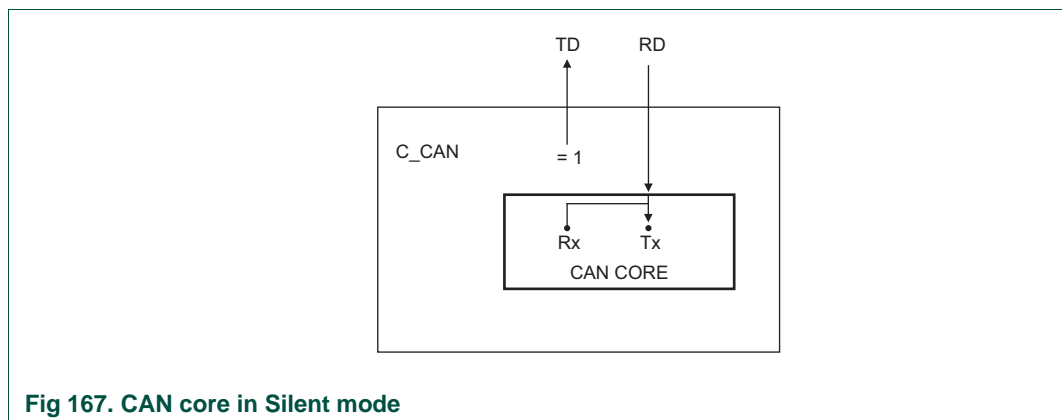 TD RD
C_CAN
= 1
Rx Tx
CAN CORE
Fig 167. CAN core in Silent mode